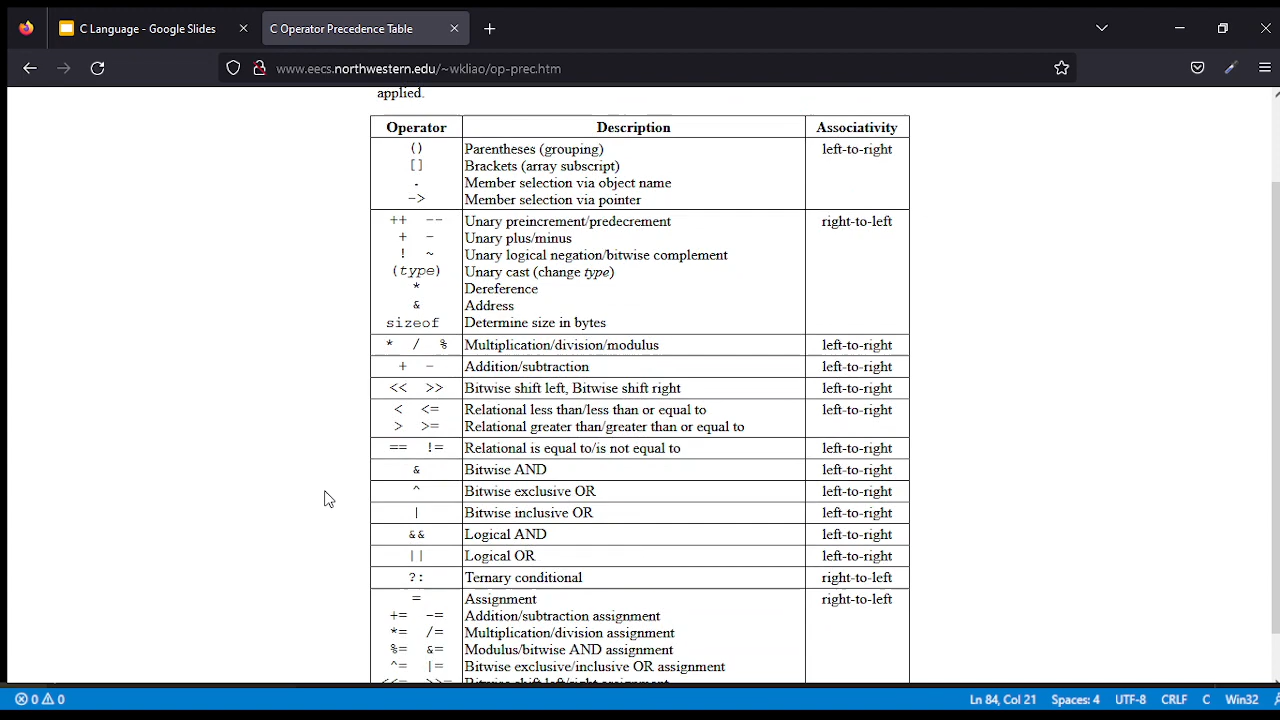 C Language - Google Slides
C Operator Precedence Table
www.eecs.northwestern.edu/~wkliao/op-prec.htm
applied.
Operator Description Associativity
() Parentheses (grouping) left-to-right
[] Brackets (array subscript)
. Member selection via object name
-> Member selection via pointer
++ -- Unary preincrement/predecrement right-to-left
+ - Unary plus/minus
! ~ Unary logical negation/bitwise complement
(type) Unary cast (change type)
* Dereference
& Address
sizeof Determine size in bytes
* / % Multiplication/division/modulus left-to-right
+ - Addition/subtraction left-to-right
<< >> Bitwise shift left, Bitwise shift right left-to-right
< <= Relational less than/less than or equal to left-to-right
> >= Relational greater than/greater than or equal to
== != Relational is equal to/is not equal to left-to-right
& Bitwise AND left-to-right
^ Bitwise exclusive OR left-to-right
| Bitwise inclusive OR left-to-right
&& Logical AND left-to-right
|| Logical OR left-to-right
?: Ternary conditional right-to-left
= Assignment right-to-left
+= -= Addition/subtraction assignment
*= /= Multiplication/division assignment
%= &= Modulus/bitwise AND assignment
^= |= Bitwise exclusive/inclusive OR assignment
<<= >>= Bitwise shift left/right assignment
0 0 Ln 84, Col 21 Spaces: 4 UTF-8 CRLF C Win32